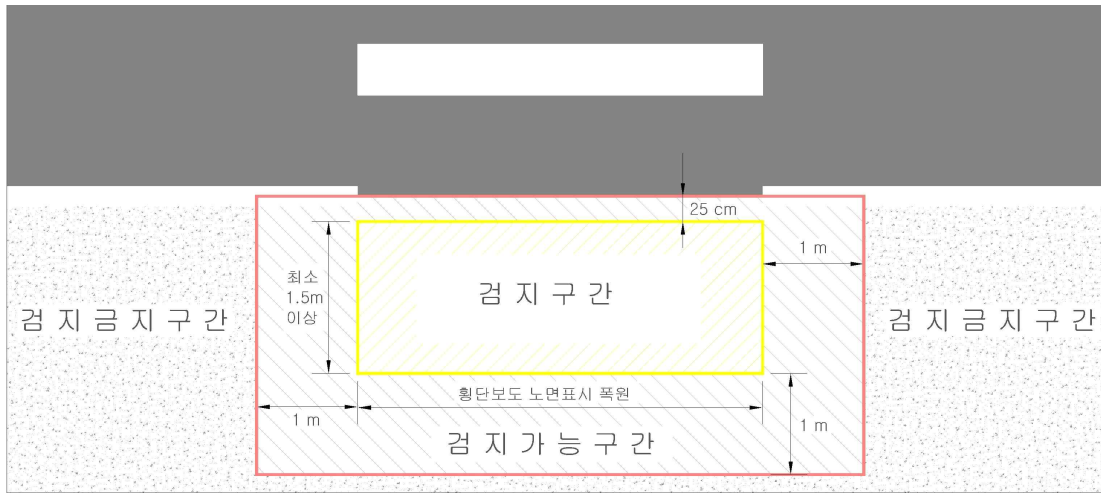 25 cm
1 m
최소
1.5m
이상
검 지 구 간
검 지 금 지 구 간
검 지 금 지 구 간
횡단보도 노면표시 폭원
1 m
1 m
검 지 가 능 구 간